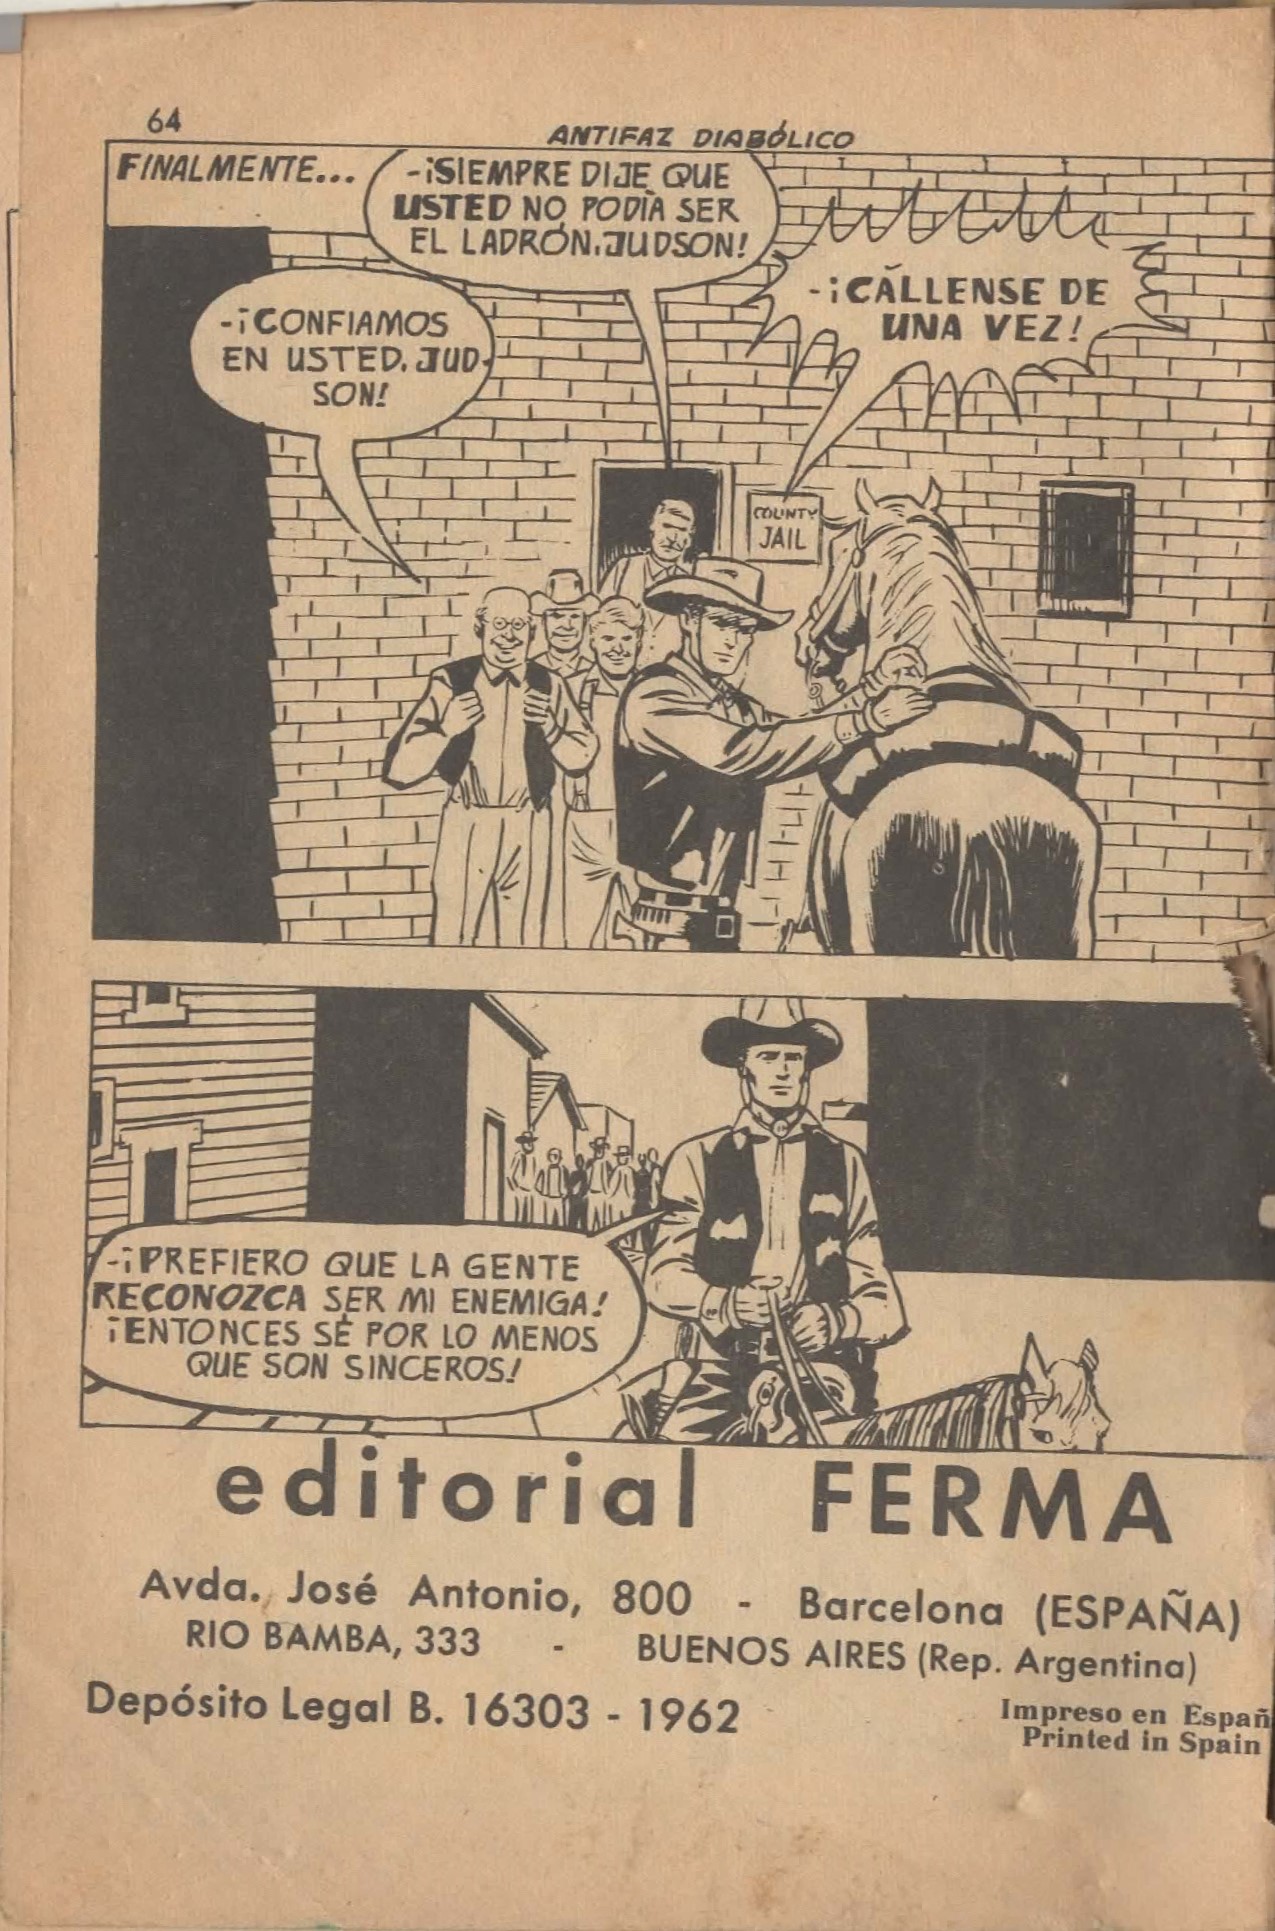 64
ANTIFAZ DIABÓLICO
FINALMENTE...
-¡CONFIAMOS
EN USTED, JUD-
SON!
-¡SIEMPRE DIJE QUE
USTED NO PODÌA SER
EL LADRÓN, JUDSON!
-¡CÁLLENSE DE
UNA VEZ!
COUNTY
JAIL
-¡PREFIERO QUE LA GENTE
RECONOZCA SER MI ENEMIGA!
¡ENTONCES SÉ POR LO MENOS
QUE SON SINCEROS!
editorial FERMA
Avda. José Antonio, 800 - Barcelona (ESPAÑA)
RIO BAMBA, 333 - BUENOS AIRES (Rep. Argentina)
Depósito Legal B. 16303 - 1962
Impreso en Españ
Printed in Spain